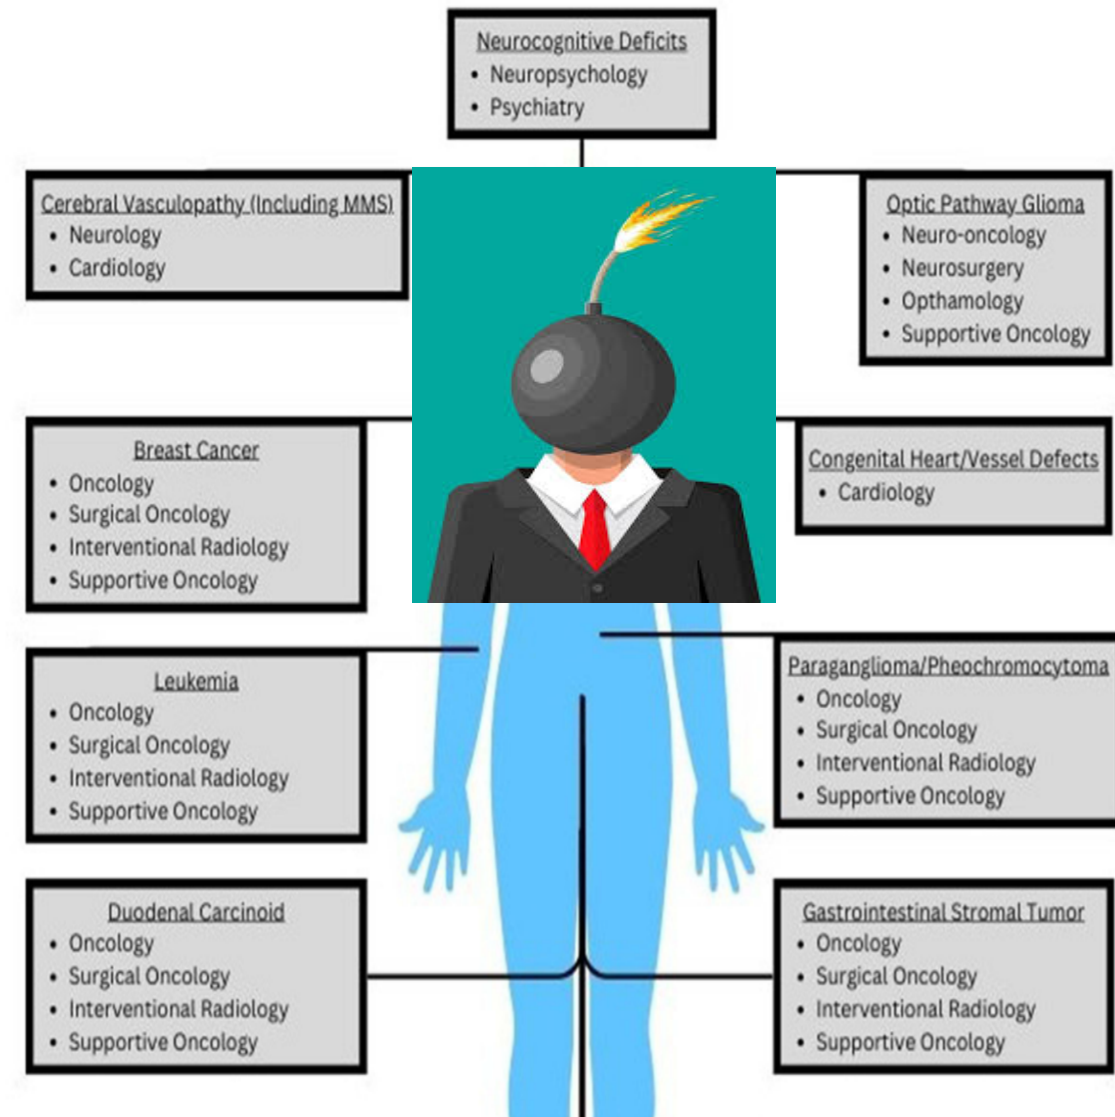 Neurocognitive Deficits
• Neuropsychology
• Psychiatry
Cerebral Vasculopathy (Including MMS)
• Neurology
• Cardiology
Optic Pathway Glioma
• Neuro-oncology
• Neurosurgery
• Opthamology
• Supportive Oncology
Breast Cancer
• Oncology
• Surgical Oncology
• Interventional Radiology
• Supportive Oncology
Congenital Heart/Vessel Defects
• Cardiology
Leukemia
• Oncology
• Surgical Oncology
• Interventional Radiology
• Supportive Oncology
Paraganglioma/Pheochromocytoma
• Oncology
• Surgical Oncology
• Interventional Radiology
• Supportive Oncology
Duodenal Carcinoid
• Oncology
• Surgical Oncology
• Interventional Radiology
• Supportive Oncology
Gastrointestinal Stromal Tumor
• Oncology
• Surgical Oncology
• Interventional Radiology
• Supportive Oncology